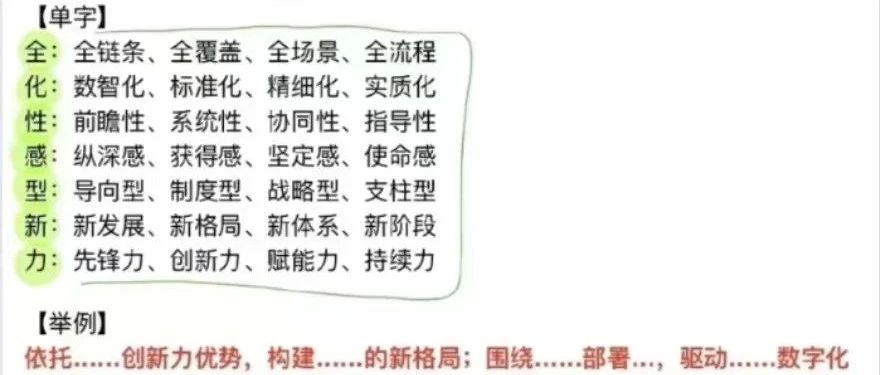 【单字】
全：全链条、全覆盖、全场景、全流程
化：数智化、标准化、精细化、实质化
性：前瞻性、系统性、协同性、指导性
感：纵深感、获得感、坚定感、使命感
型：导向型、制度型、战略型、支柱型
新：新发展、新格局、新体系、新阶段
力：先锋力、创新力、赋能力、持续力
【举例】
依托……创新力优势，构建……的新格局；围绕……部署…，驱动……数字化